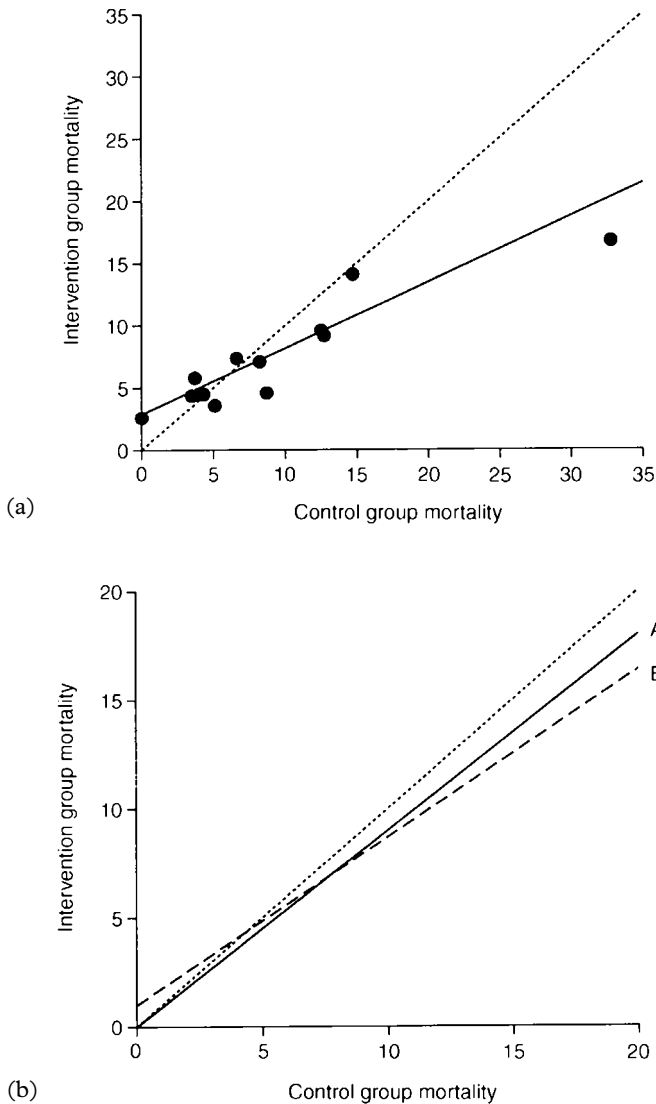 35
30
25
20
15
10
5
0
Intervention group mortality
0 5 10 15 20 25 30 35
Control group mortality
(a)
20
15
10
5
0
Intervention group mortality
A
0 5 10 15 20
Control group mortality
(b)